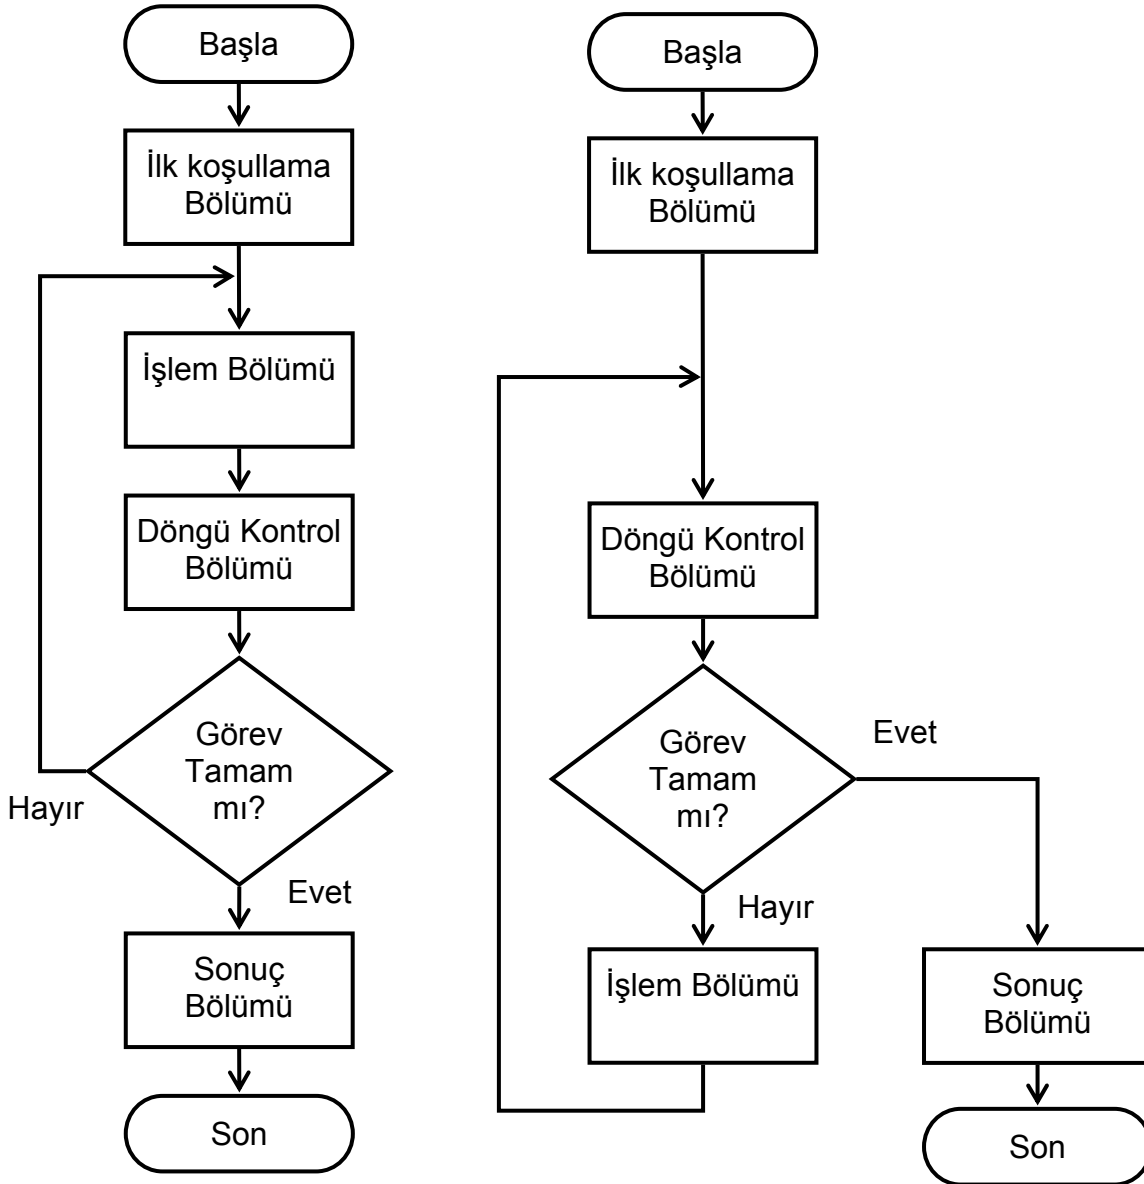 Başla
İlk koşullama
Bölümü
İşlem Bölümü
Döngü Kontrol
Bölümü
Görev
Tamam
mı?
Hayır
Evet
Sonuç
Bölümü
Son
Başla
İlk koşullama
Bölümü
Döngü Kontrol
Bölümü
Görev
Tamam
mı?
Evet
Hayır
İşlem Bölümü
Sonuç
Bölümü
Son